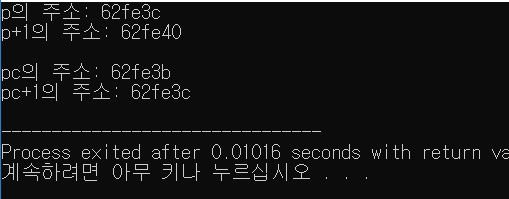 p의 주소: 62fe3c
p+1의 주소: 62fe40
pc의 주소: 62fe3b
pc+1의 주소: 62fe3c
--------------------------------
Process exited after 0.01016 seconds with return va
계속하려면 아무 키나 누르십시오 . . .